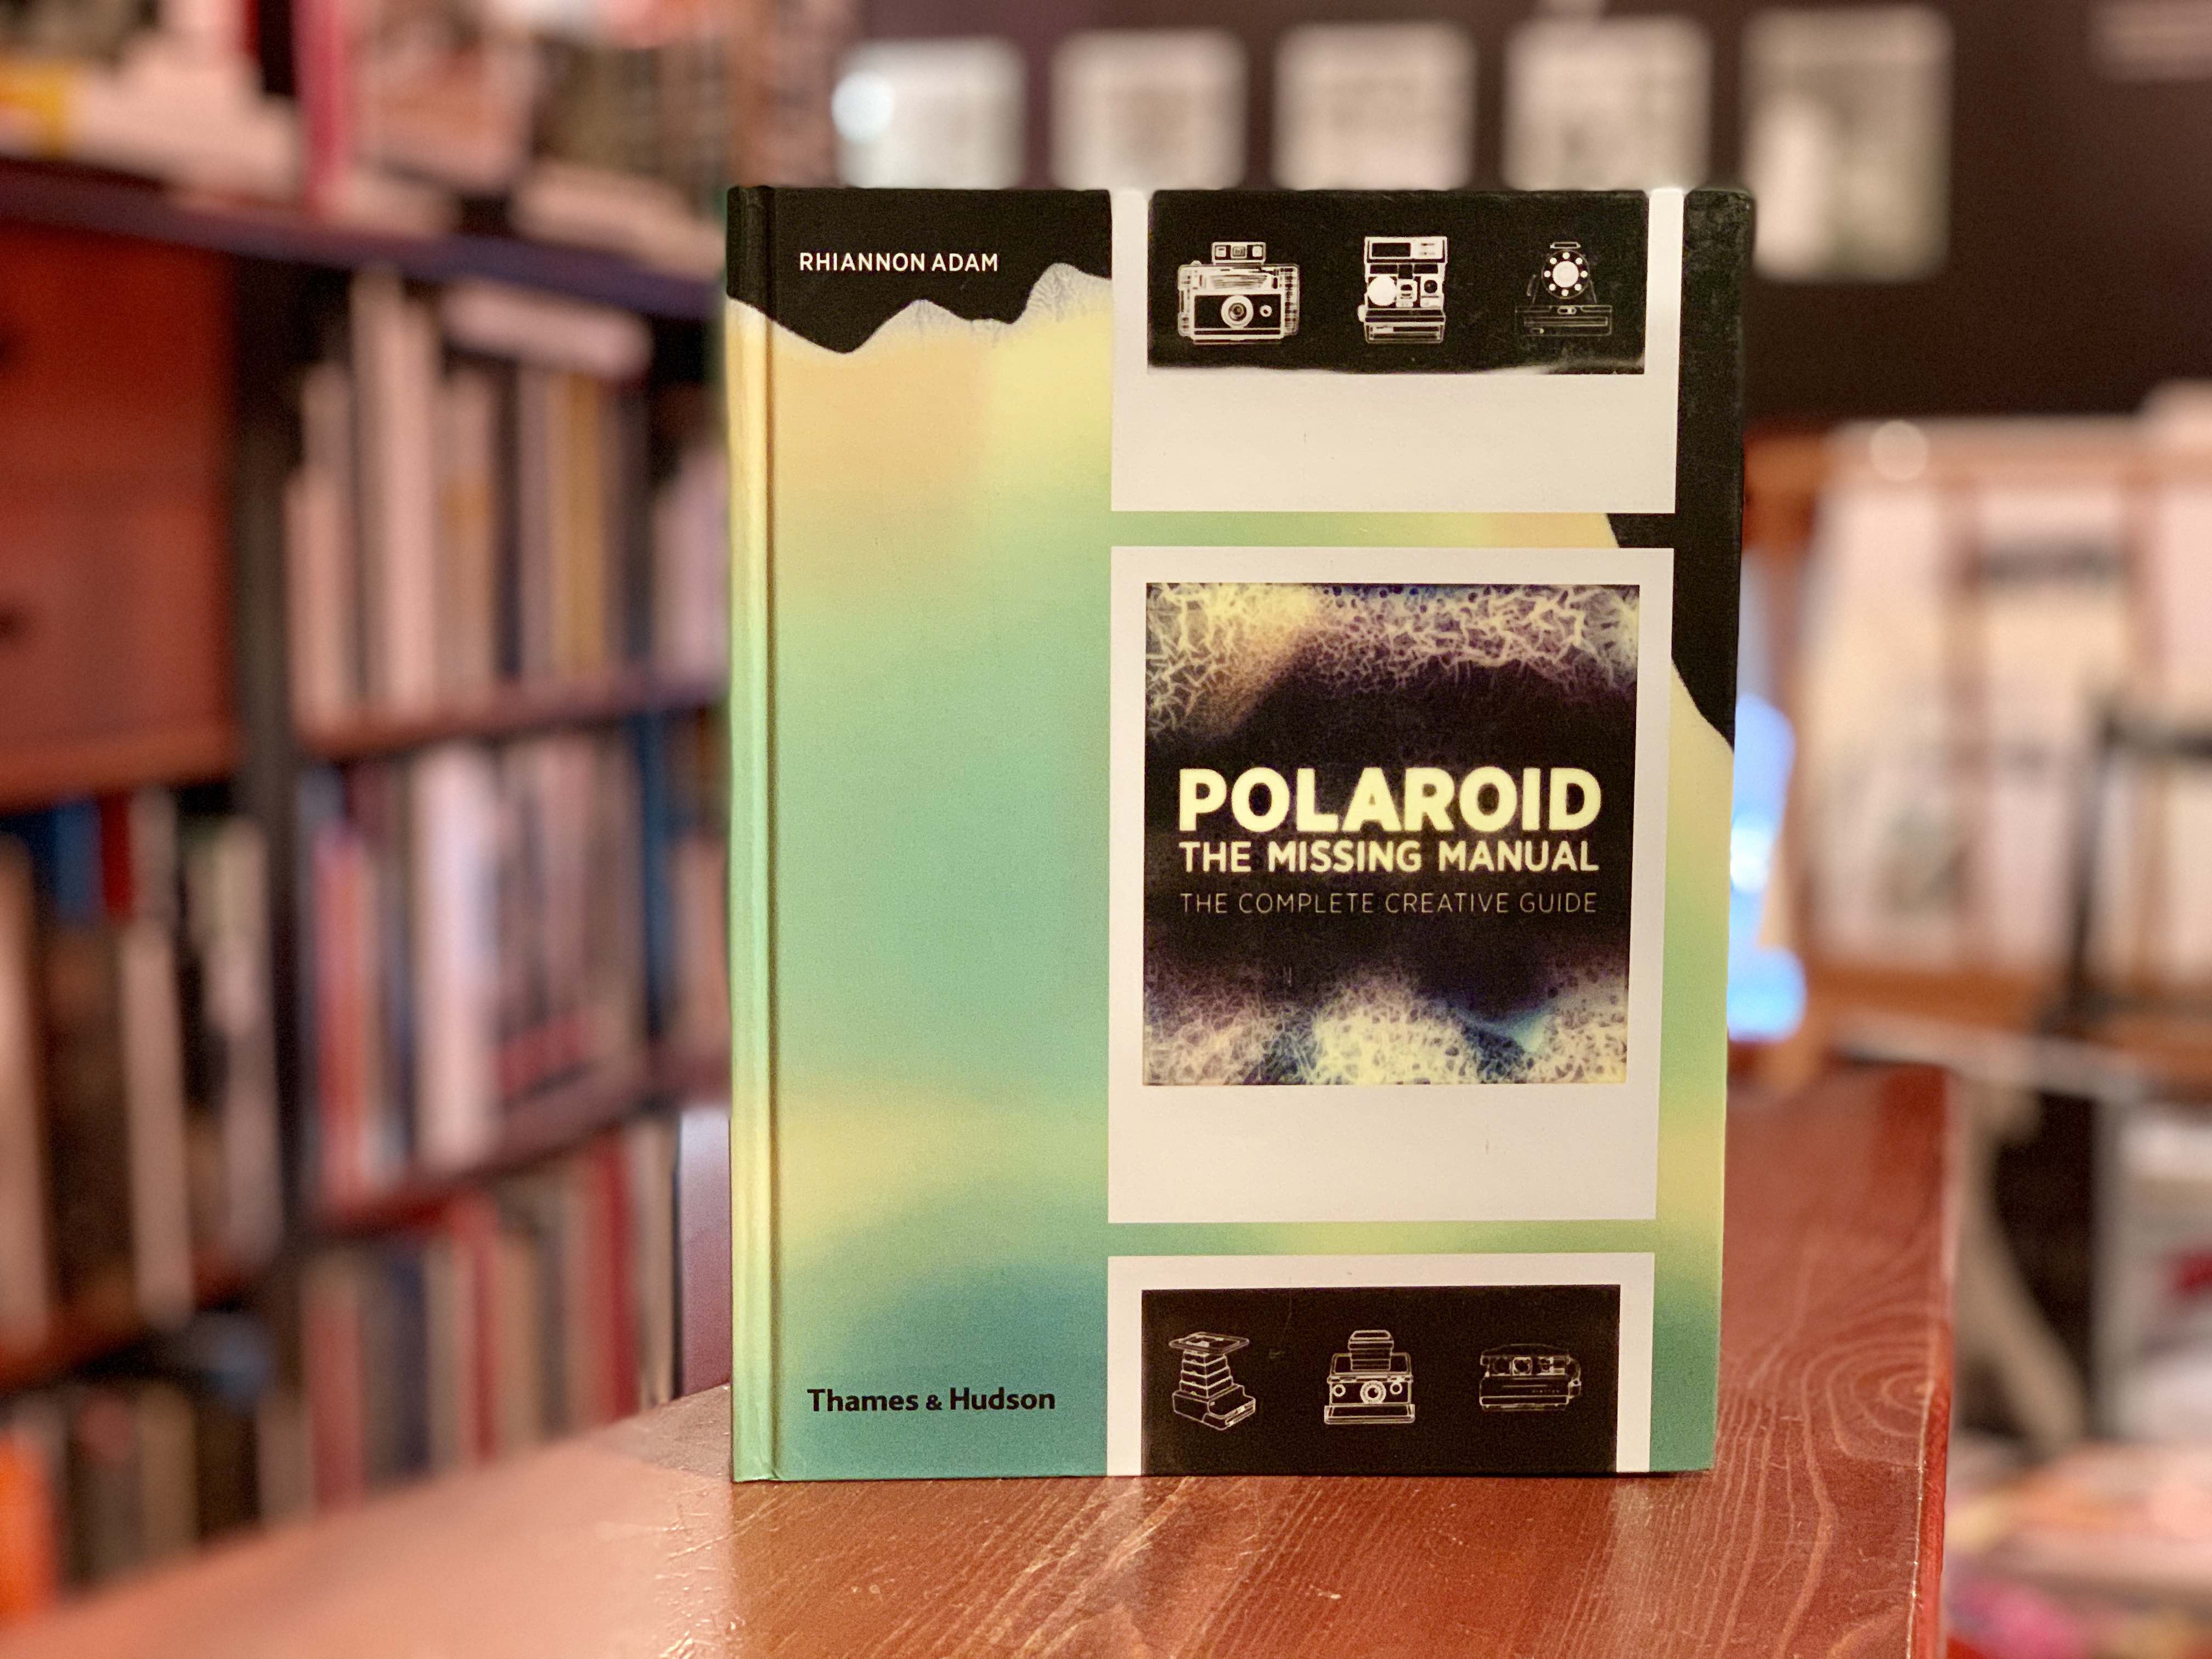 RHIANNON ADAM
POLAROID
THE MISSING MANUAL
THE COMPLETE CREATIVE GUIDE
Thames & Hudson